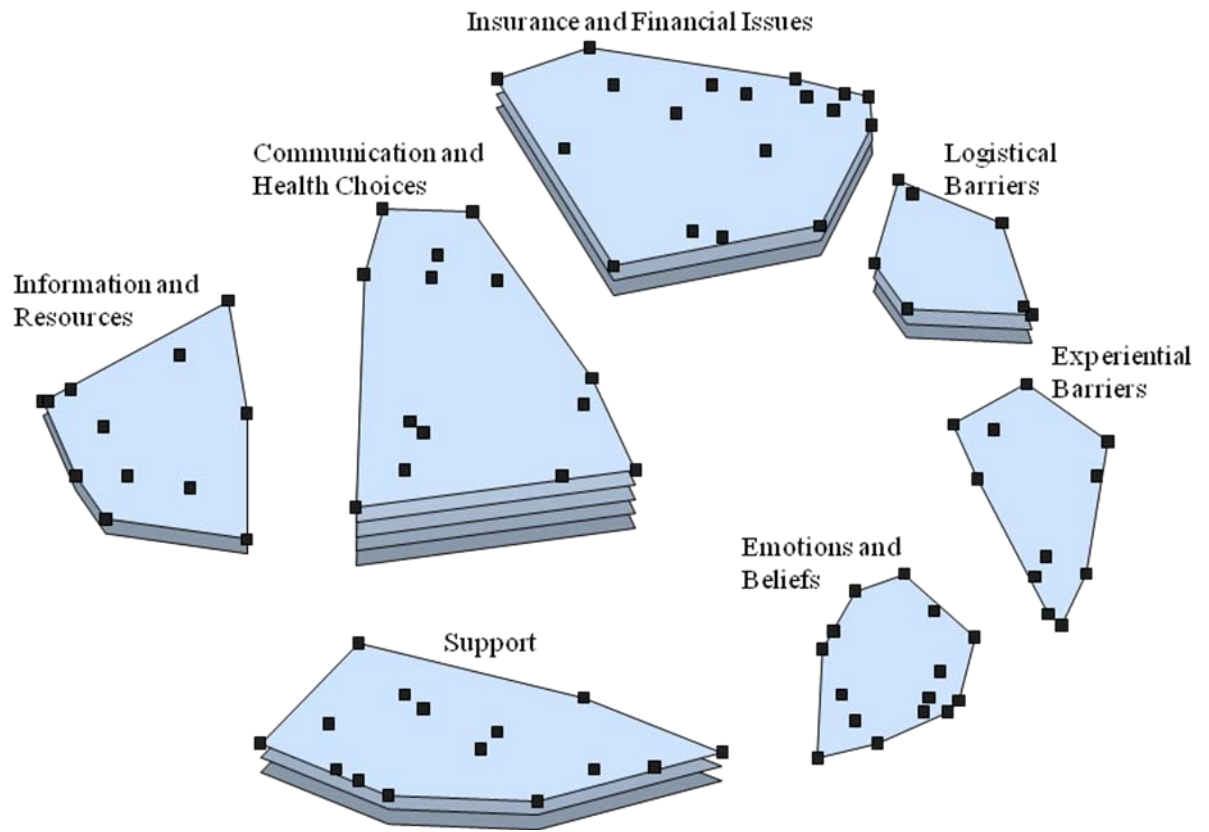 Insurance and Financial Issues
Communication and
Health Choices
Logistical
Barriers
Information and
Resources
Experiential
Barriers
Emotions and
Beliefs
Support